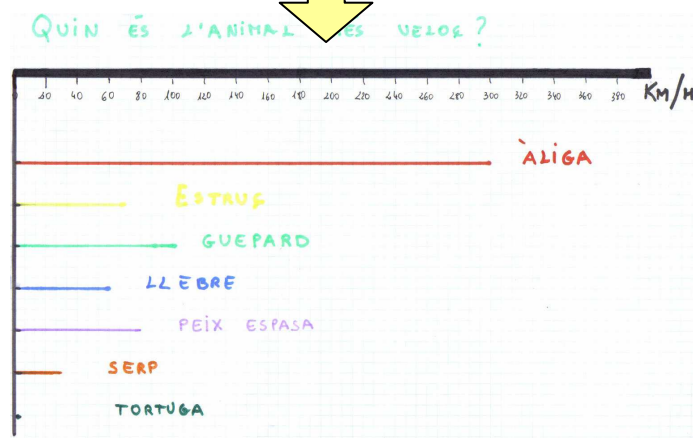 QUIN ÉS L'ANIMAL MÉS VELOÇ?
0 20 40 60 80 100 120 140 160 180 200 220 240 260 280 300 320 340 360 380 KM/H
ÀLIGA
ESTRUÇ
GUEPARD
LLEBRE
PEIX ESPASA
SERP
TORTUGA